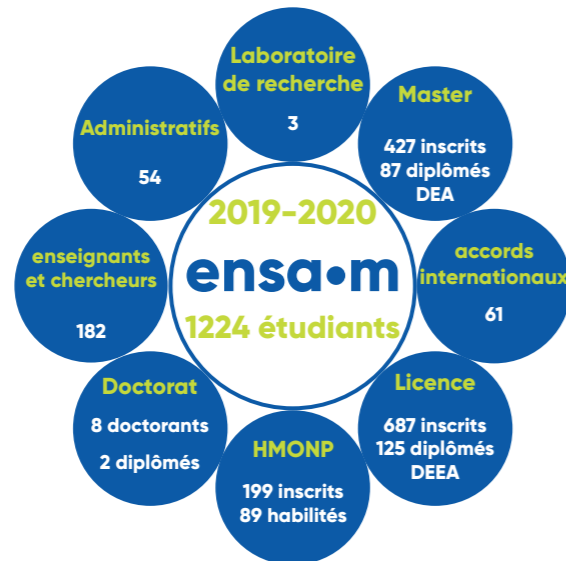 Laboratoire
de recherche
3
Master
427 inscrits
87 diplômés
DEA
accords
internationaux
61
Licence
687 inscrits
125 diplômés
DEEA
HMONP
199 inscrits
89 habilités
Doctorat
8 doctorants
2 diplômés
enseignants
et chercheurs
182
Administratifs
54
2019-2020
ensa•m
1224 étudiants